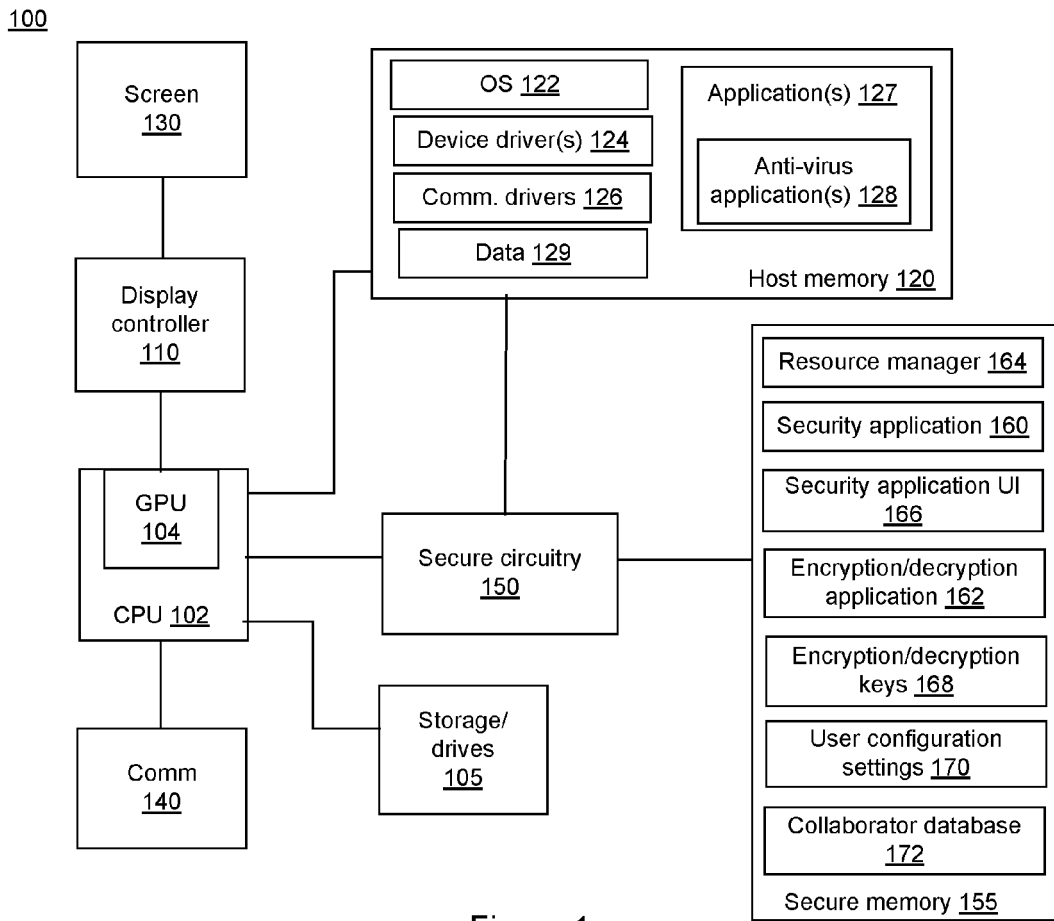 100
Screen
130
OS 122
Device driver(s) 124
Comm. drivers 126
Data 129
Application(s) 127
Anti-virus
application(s) 128
Host memory 120
Display
controller
110
GPU
104
CPU 102
Secure circuitry
150
Storage/
drives
105
Comm
140
Resource manager 164
Security application 160
Security application UI
166
Encryption/decryption
application 162
Encryption/decryption
keys 168
User configuration
settings 170
Collaborator database
172
Secure memory 155